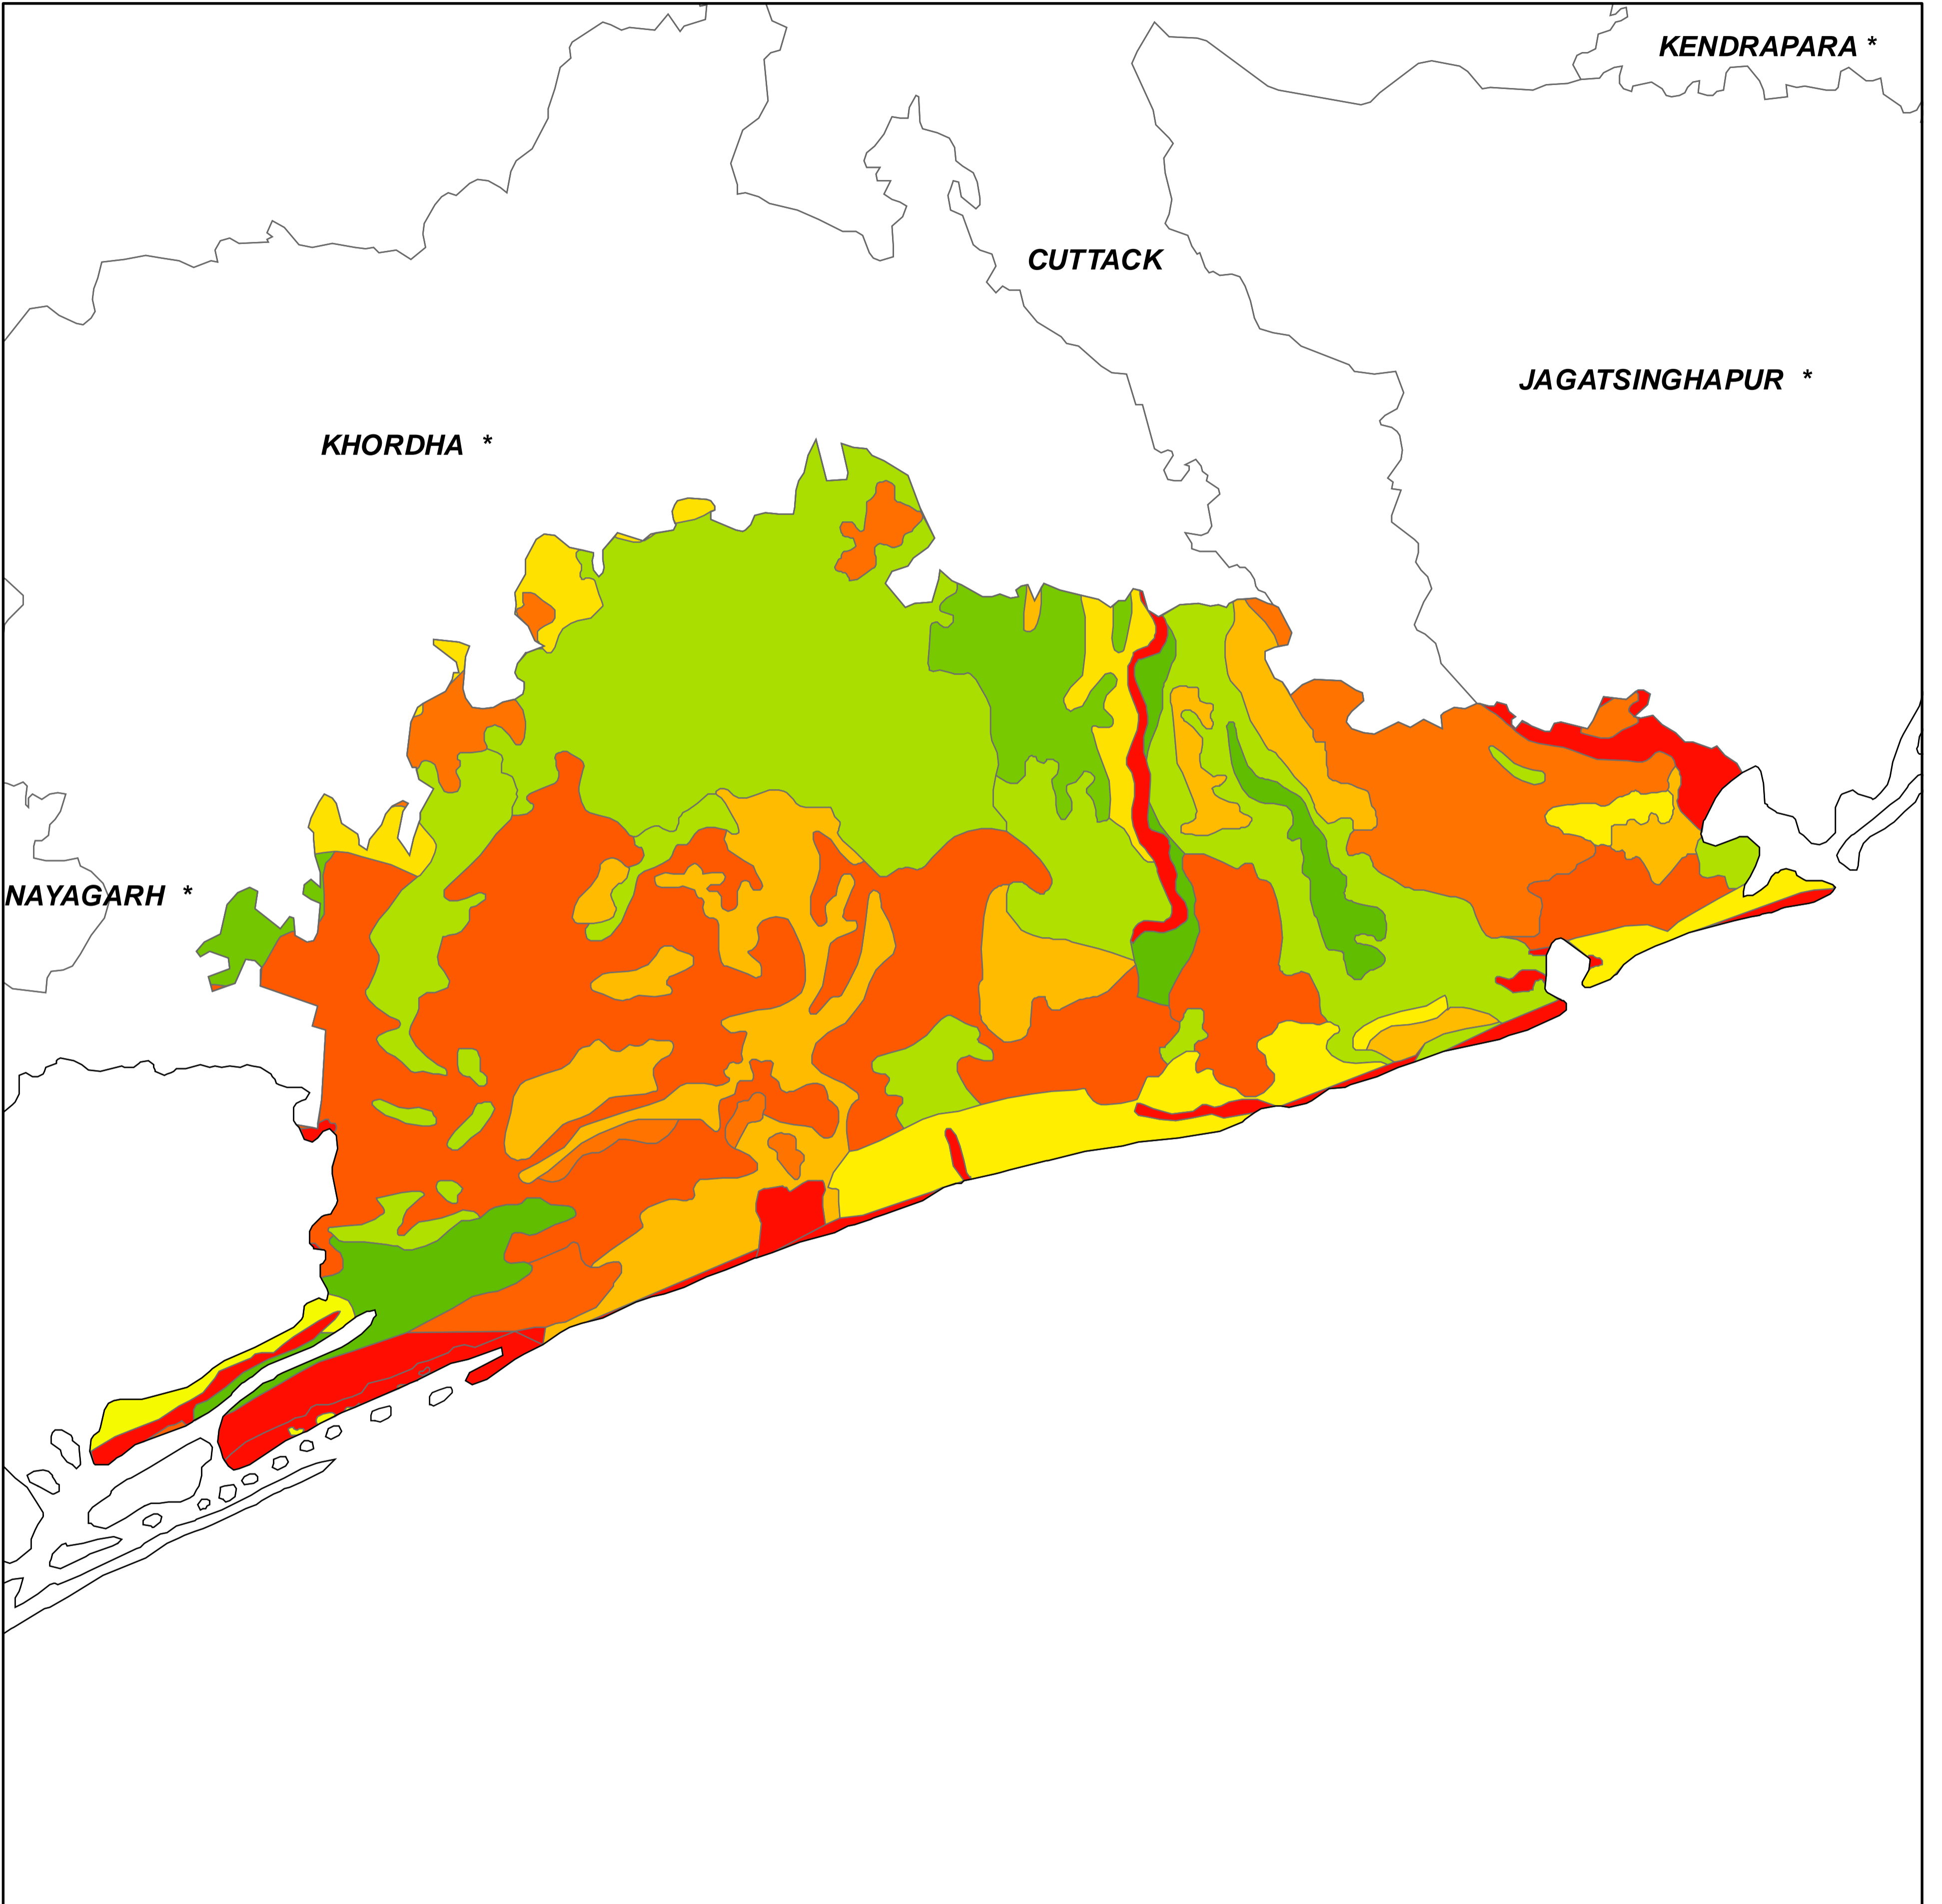 KENDRAPARA *
CUTTACK
JAGATSINGHAPUR *
KHORDHA *
NAYAGARH *